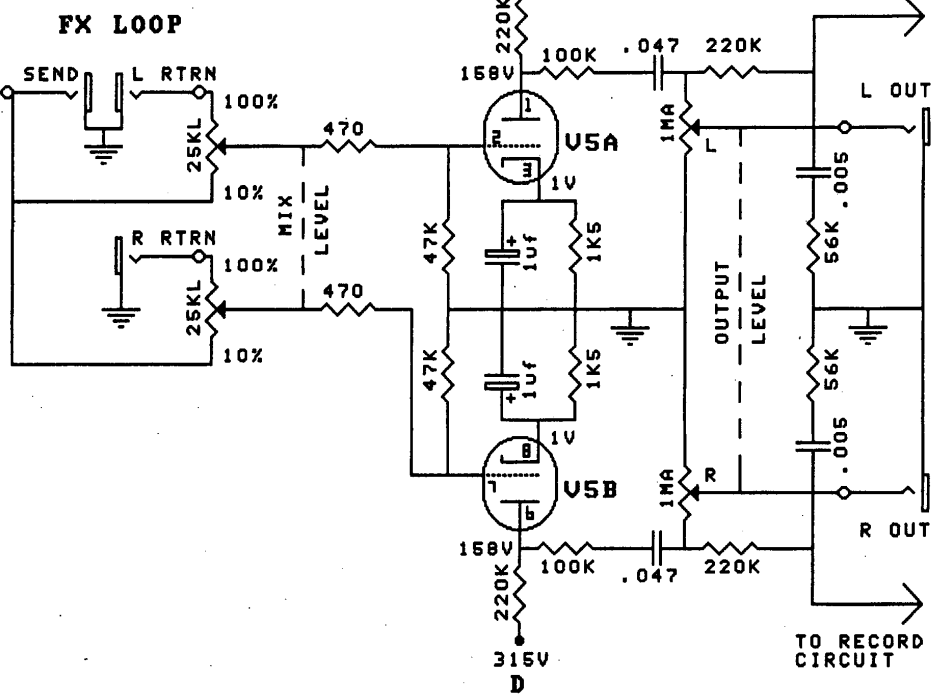 FX LOOP
220K
SEND
L RTRN
100%
25KL
10%
470
158V
100K
.047
220K
1
2
3
V5A
1V
1MA
L
L OUT
.005
56K
MIX
LEVEL
47K
1uf
+
1K5
R RTRN
100%
25KL
10%
470
OUTPUT
LEVEL
47K
1uf
+
1K5
56K
.005
1V
8
7
6
V5B
1MA
R
R OUT
158V
100K
.047
220K
220K
315V
D
TO RECORD
CIRCUIT